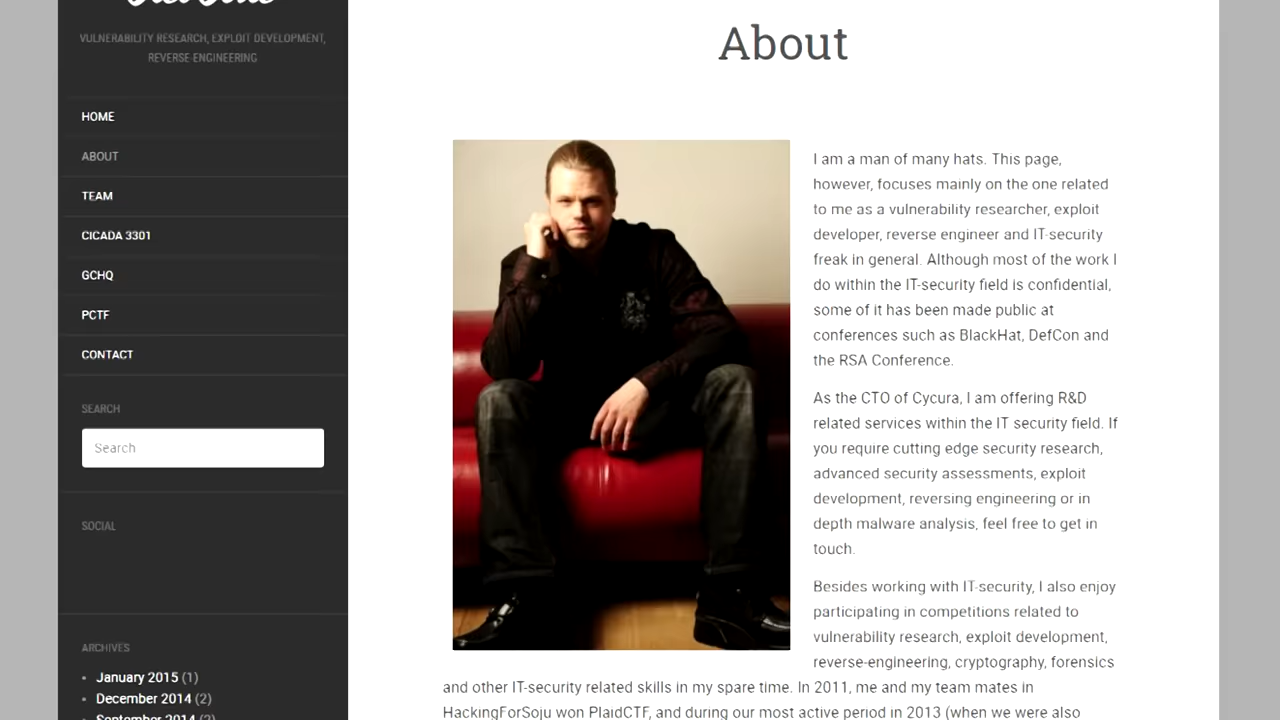 VULNERABILITY RESEARCH, EXPLOIT DEVELOPMENT,
REVERSE-ENGINEERING
HOME
ABOUT
TEAM
CICADA 3301
GCHQ
PCTF
CONTACT
SEARCH
Search
SOCIAL
ARCHIVES
January 2015 (1)
December 2014 (2)
September 2014 (2)
About
I am a man of many hats. This page,
however, focuses mainly on the one related
to me as a vulnerability researcher, exploit
developer, reverse engineer and IT-security
freak in general. Although most of the work I
do within the IT-security field is confidential,
some of it has been made public at
conferences such as BlackHat, DefCon and
the RSA Conference.
As the CTO of Cycura, I am offering R&D
related services within the IT security field. If
you require cutting edge security research,
advanced security assessments, exploit
development, reversing engineering or in
depth malware analysis, feel free to get in
touch.
Besides working with IT-security, I also enjoy
participating in competitions related to
vulnerability research, exploit development,
reverse-engineering, cryptography, forensics
and other IT-security related skills in my spare time. In 2011, me and my team mates in
HackingForSoju won PlaidCTF, and during our most active period in 2013 (when we were also